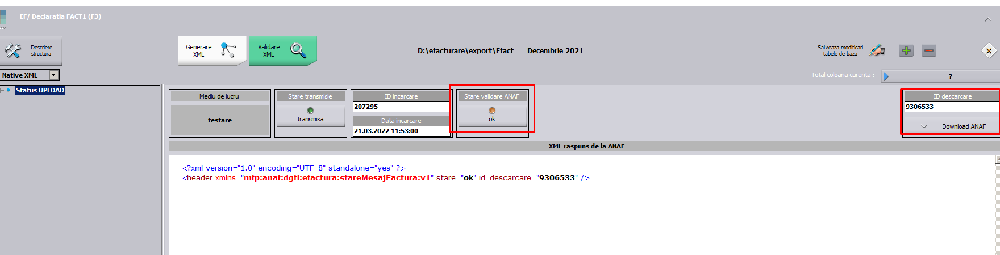 EF/ Declaratia FACT1 (F3)
Descriere
structura
Generare
XML
Validare
XML
D:\efacturare\export\Efact Decembrie 2021
Salveaza modificari
tabele de baza
Native XML
Total coloana curenta :
?
Status UPLOAD
Mediu de lucru
testare
Stare transmisie
transmisa
ID incarcare
207295
Data incarcare
21.03.2022 11:53:00
Stare validare ANAF
ok
ID descarcare
9306533
Download ANAF
XML raspuns de la ANAF
<?xml version="1.0" encoding="UTF-8" standalone="yes" ?>
<header xmlns="mfp:anaf:dgti:efactura:stareMesajFactura:v1" stare="ok" id_descarcare="9306533" />